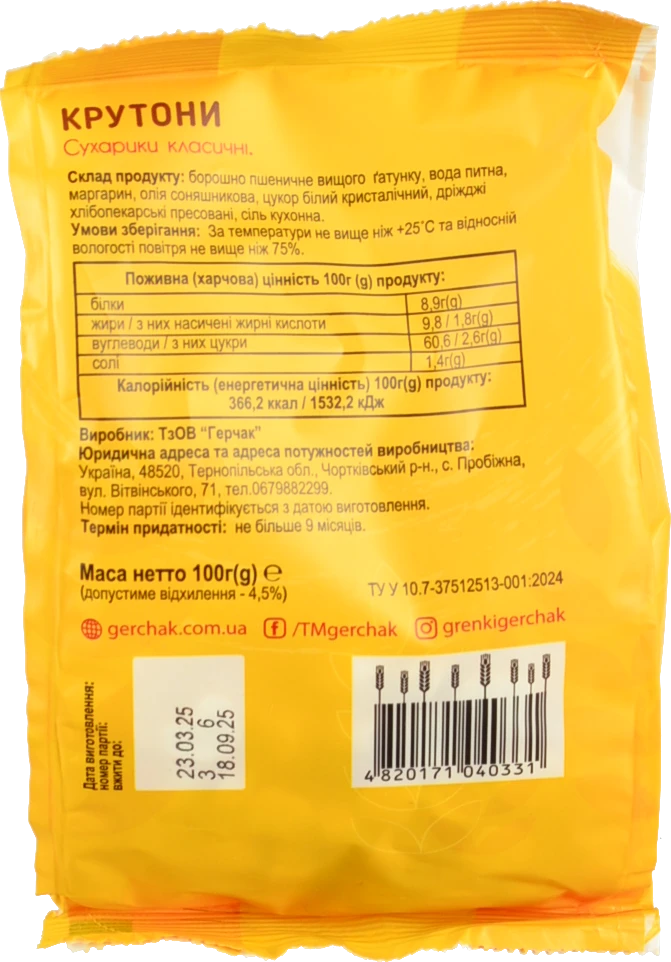 КРУТОНИ
Сухарики класичні.
Склад продукту: борошно пшеничне вищого ґатунку, вода питна,
маргарин, олія соняшникова, цукор білий кристалічний, дріжджі
хлібопекарські пресовані, сіль кухонна.
Умови зберігання: За температури не вище ніж +25°С та відносній
вологості повітря не вище ніж 75%.
Поживна (харчова) цінність 100г (g) продукту:
білки 8,9г(g)
жири / з них насичені жирні кислоти 9,8 / 1,8г(g)
вуглеводи / з них цукри 60,6 / 2,6г(g)
солі 1,4г(g)
Калорійність (енергетична цінність) 100г(g) продукту:
366,2 ккал / 1532,2 кДж
Виробник: ТзОВ "Герчак"
Юридична адреса та адреса потужностей виробництва:
Україна, 48520, Тернопільська обл., Чортківський р-н., с. Пробіжна,
вул. Вітвінського, 71, тел.0679882299.
Номер партії ідентифікується з датою виготовлення.
Термін придатності: не більше 9 місяців.
Маса нетто 100г(g) ℮
(допустиме відхилення - 4,5%)
ТУ У 10.7-37512513-001:2024
gerchak.com.ua /TMgerchak grenkigerchak
Дата виготовлення:
номер партії:
вжити до:
23.03.25
3 6
18.09.25
4 820171 040331